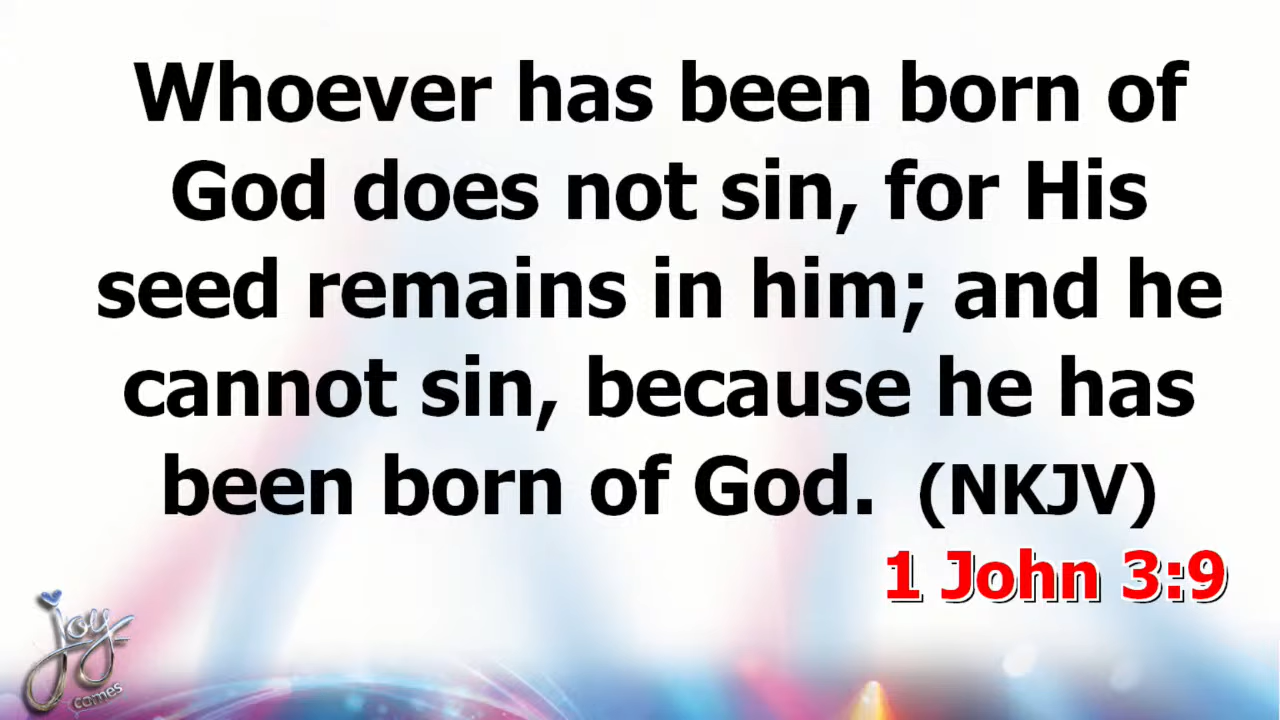 Whoever has been born of
God does not sin, for His
seed remains in him; and he
cannot sin, because he has
been born of God. (NKJV)
1 John 3:9
joy
comes